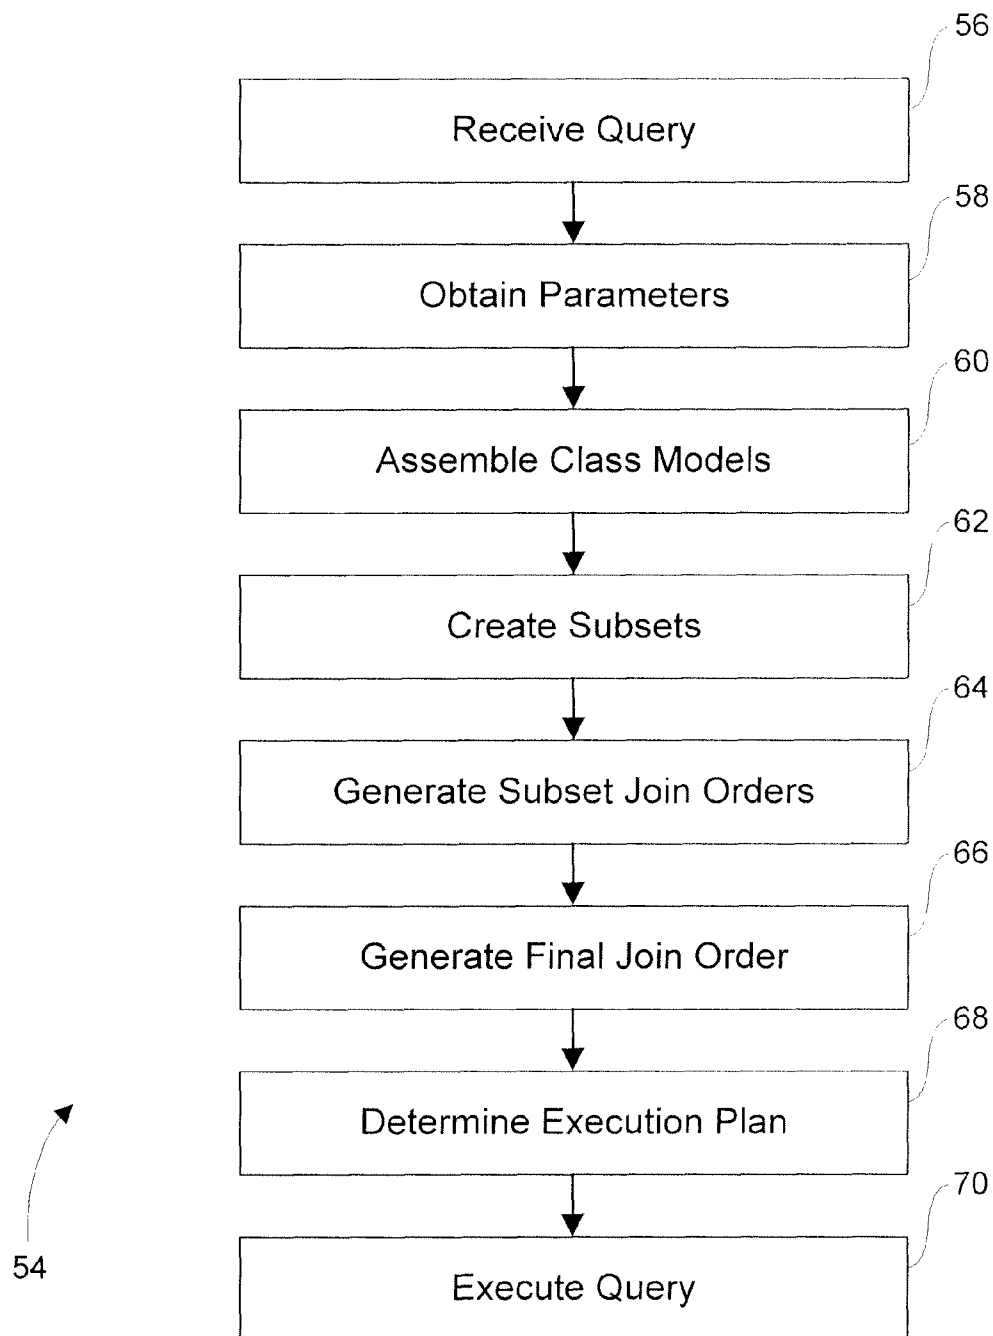 56
Receive Query
58
Obtain Parameters
60
Assemble Class Models
62
Create Subsets
64
Generate Subset Join Orders
66
Generate Final Join Order
68
Determine Execution Plan
70
54
Execute Query